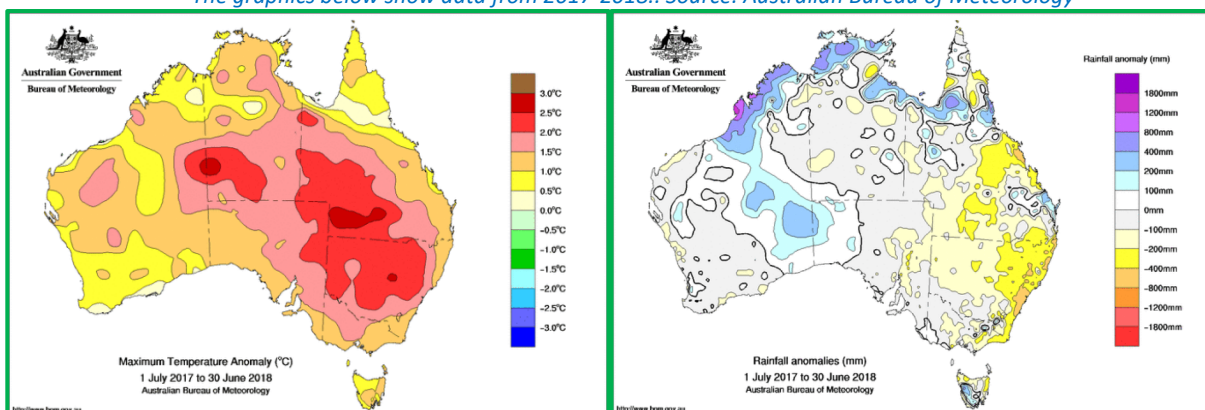 The graphics below show data from 2017-2018.. Source: Australian Bureau of Meteorology
Australian Government
Bureau of Meteorology
3.0°C
2.5°C
2.0°C
1.5°C
1.0°C
0.5°C
0.0°C
-0.5°C
-1.0°C
-1.5°C
-2.0°C
-2.5°C
-3.0°C
Maximum Temperature Anomaly (°C)
1 July 2017 to 30 June 2018
Australian Bureau of Meteorology
http://www.bom.gov.au
Australian Government
Bureau of Meteorology
Rainfall anomaly (mm)
1800mm
1200mm
800mm
400mm
200mm
100mm
0mm
-100mm
-200mm
-400mm
-800mm
-1200mm
-1800mm
Rainfall anomalies (mm)
1 July 2017 to 30 June 2018
Australian Bureau of Meteorology
http://www.bom.gov.au